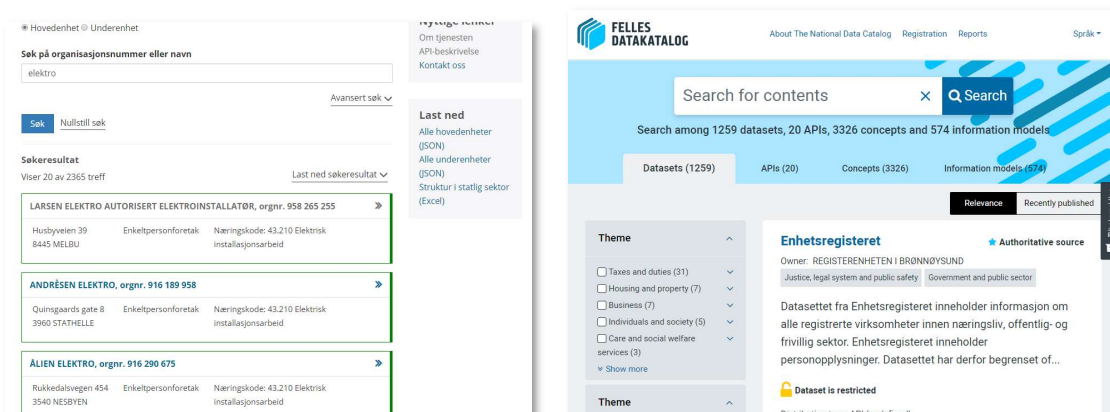 Hovedenhet Underenhet
Søk på organisasjonsnummer eller navn
elektro
Avansert søk
Søk Nullstill søk
Søkeresultat
Viser 20 av 2365 treff
Last ned søkeresultat
LARSEN ELEKTRO AUTORISERT ELEKTROINSTALLATØR, orgnr. 958 265 255
Husbyveien 39 Enkeltpersonforetak Næringskode: 43.210 Elektrisk
8445 MELBU installasjonsarbeid
ANDRÈSEN ELEKTRO, orgnr. 916 189 958
Quinsgaards gate 8 Enkeltpersonforetak Næringskode: 43.210 Elektrisk
3960 STATHELLE installasjonsarbeid
ÅLIEN ELEKTRO, orgnr. 916 290 675
Rukkedalsvegen 454 Enkeltpersonforetak Næringskode: 43.210 Elektrisk
3540 NESBYEN installasjonsarbeid
Nyttige lenker
Om tjenesten
API-beskrivelse
Kontakt oss
Last ned
Alle hovedenheter
(JSON)
Alle underenheter
(JSON)
Struktur i statlig sektor
(Excel)
FELLES
DATAKATALOG
About The National Data Catalog Registration Reports Språk
Search for contents
Search
Search among 1259 datasets, 20 APIs, 3326 concepts and 574 information models
Datasets (1259) APIs (20) Concepts (3326) Information models (574)
Relevance Recently published
Theme
Taxes and duties (31)
Housing and property (7)
Business (7)
Individuals and society (5)
Care and social welfare
services (3)
Show more
Theme
Enhetsregisteret
Authoritative source
Owner: REGISTERENHETEN I BRØNNØYSUND
Justice, legal system and public safety Government and public sector
Datasettet fra Enhetsregisteret inneholder informasjon om
alle registrerte virksomheter innen næringsliv, offentlig- og
frivillig sektor. Enhetsregisteret inneholder
personopplysninger. Datasettet har derfor begrenset of...
Dataset is restricted